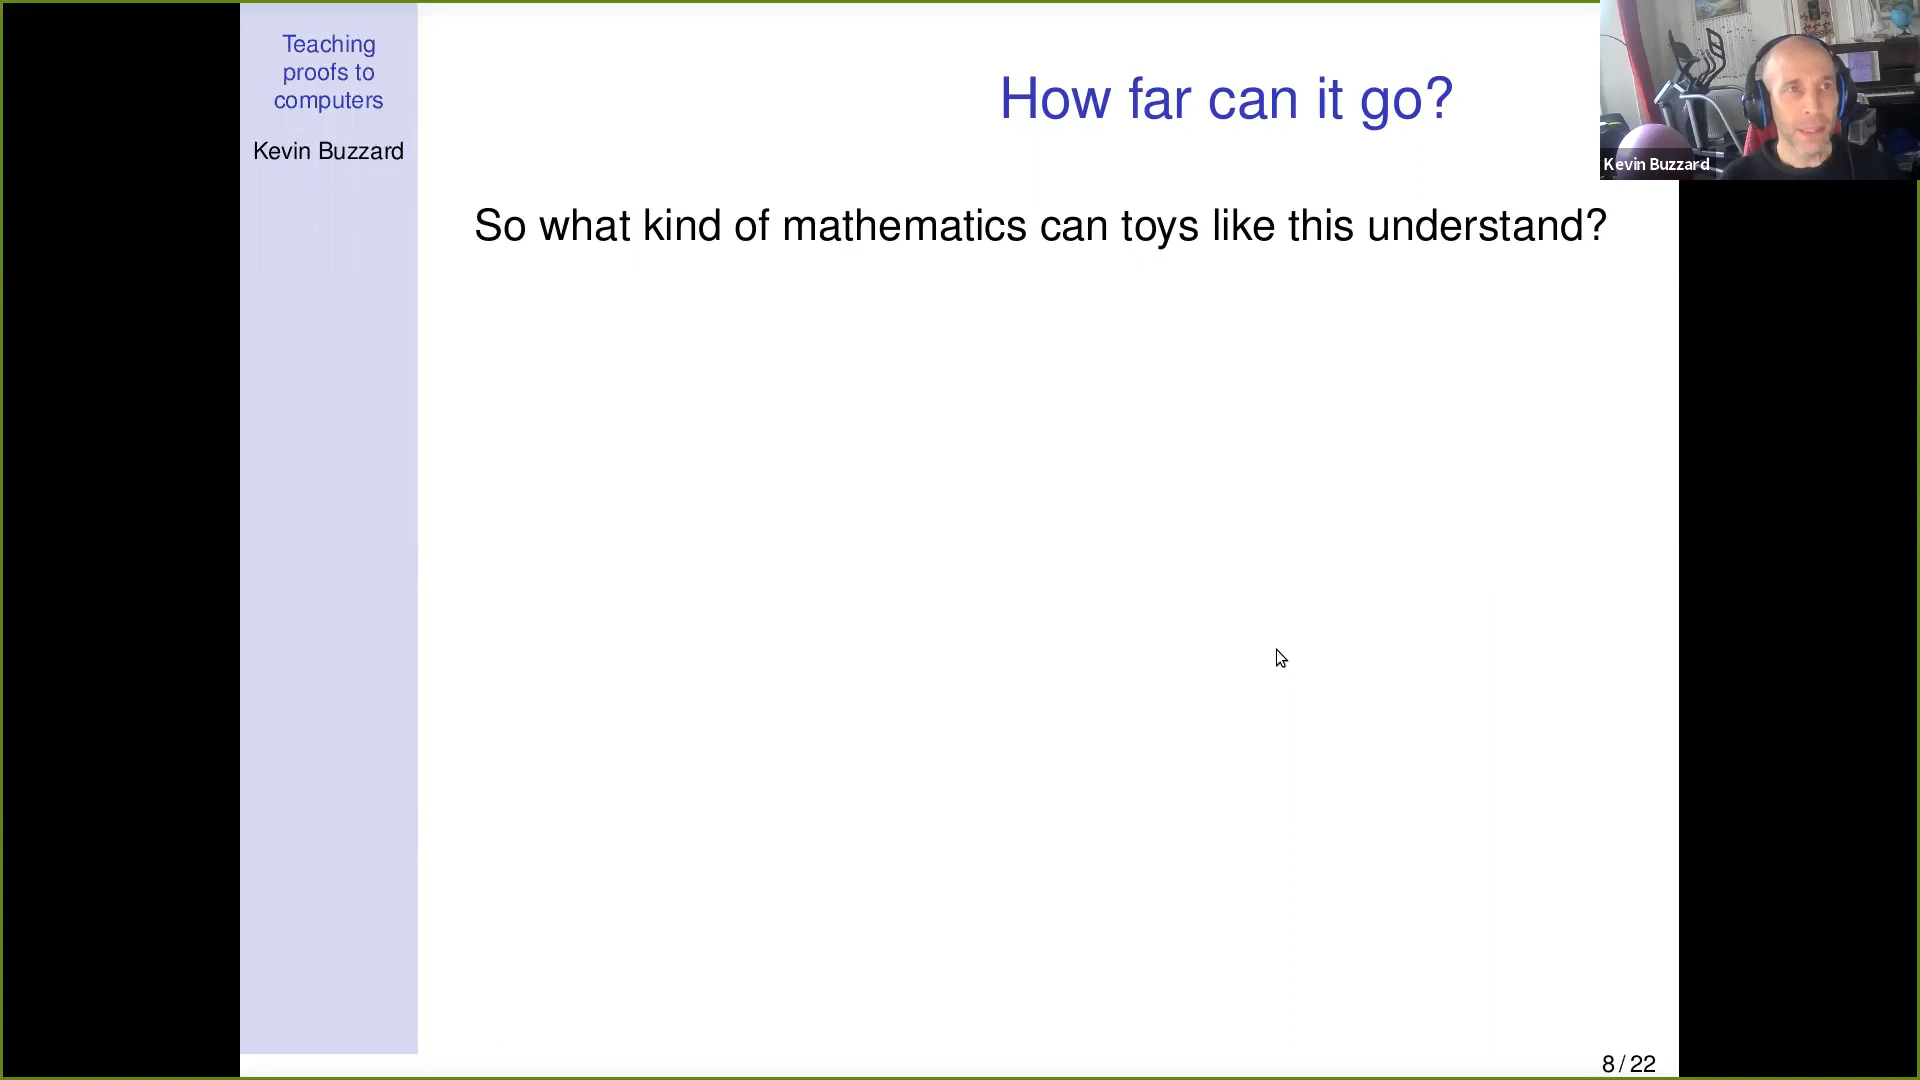 Teaching
proofs to
computers
Kevin Buzzard
How far can it go?
Kevin Buzzard
So what kind of mathematics can toys like this understand?
8 / 22